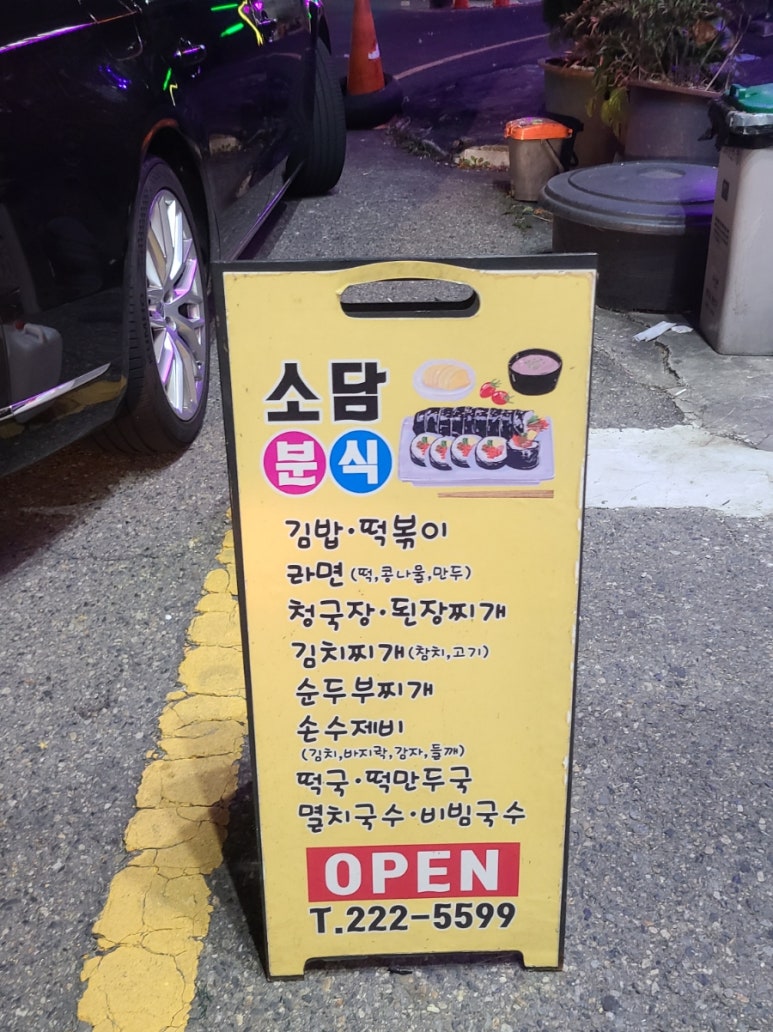 소담
분식
김밥·떡볶이
라면 (떡,콩나물,만두)
청국장·된장찌개
김치찌개(참치,고기)
순두부찌개
손수제비
(김치,바지락,감자,들깨)
떡국·떡만두국
멸치국수·비빔국수
OPEN
T.222-5599